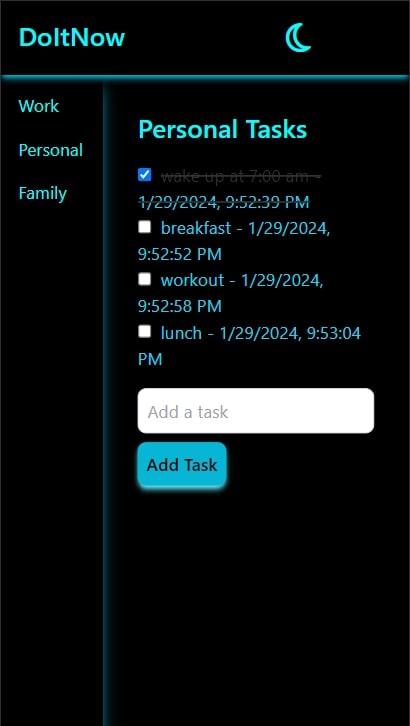 DoItNow
Work
Personal
Family
Personal Tasks
wake up at 7:00 am -
1/29/2024, 9:52:39 PM
breakfast - 1/29/2024,
9:52:52 PM
workout - 1/29/2024,
9:52:58 PM
lunch - 1/29/2024, 9:53:04
PM
Add a task
Add Task